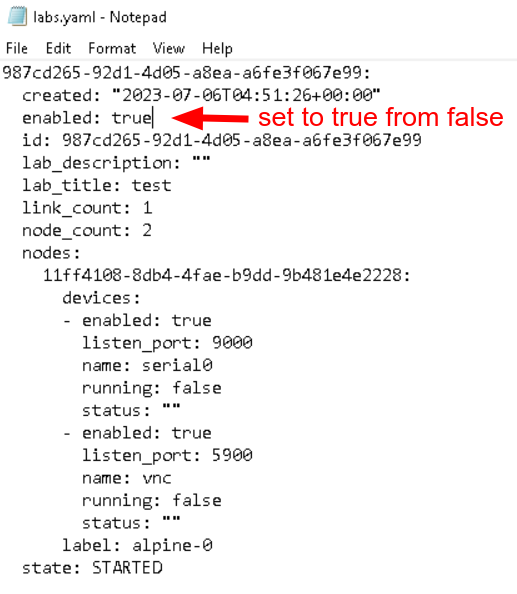 labs.yaml - Notepad
File Edit Format View Help
987cd265-92d1-4d05-a8ea-a6fe3f067e99:
  created: "2023-07-06T04:51:26+00:00"
  enabled: true set to true from false
  id: 987cd265-92d1-4d05-a8ea-a6fe3f067e99
  lab_description: ""
  lab_title: test
  link_count: 1
  node_count: 2
  nodes:
    11ff4108-8db4-4fae-b9dd-9b481e4e2228:
      devices:
      - enabled: true
        listen_port: 9000
        name: serial0
        running: false
        status: ""
      - enabled: true
        listen_port: 5900
        name: vnc
        running: false
        status: ""
      label: alpine-0
  state: STARTED